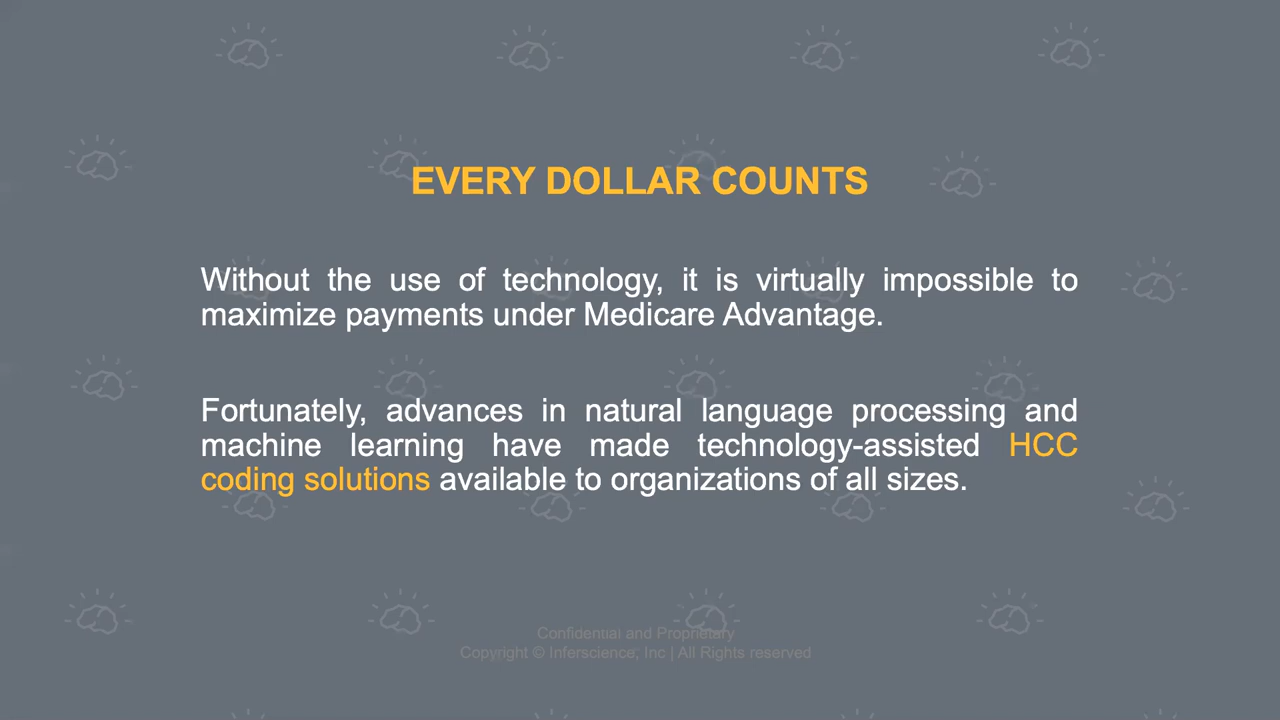 EVERY DOLLAR COUNTS
Without the use of technology, it is virtually impossible to
maximize payments under Medicare Advantage.
Fortunately, advances in natural language processing and
machine learning have made technology-assisted HCC
coding solutions available to organizations of all sizes.
Confidential and Proprietary
Copyright © Inferscience, Inc | All Rights reserved